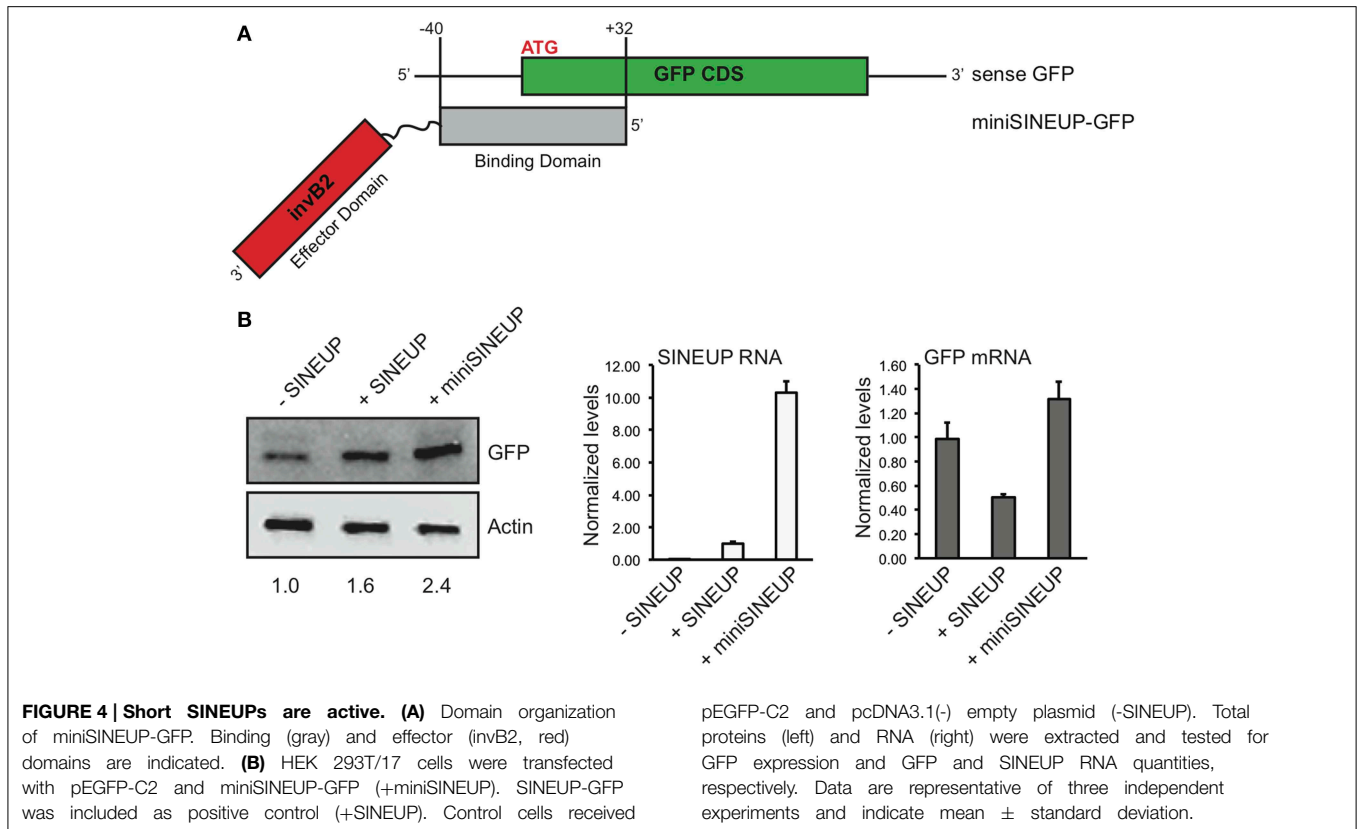 A
-40
+32
ATG
5’
GFP CDS
3’ sense GFP
miniSINEUP-GFP
5’
Binding Domain
invB2
Effector Domain
3’
B
- SINEUP
+ SINEUP
+ miniSINEUP
GFP
Actin
1.0 1.6 2.4
SINEUP RNA
Normalized levels
12.00
10.00
8.00
6.00
4.00
2.00
0.00
- SINEUP
+ SINEUP
+ miniSINEUP
GFP mRNA
Normalized levels
1.60
1.40
1.20
1.00
0.80
0.60
0.40
0.20
0.00
- SINEUP
+ SINEUP
+ miniSINEUP
FIGURE 4 | Short SINEUPs are active. (A) Domain organization
of miniSINEUP-GFP. Binding (gray) and effector (invB2, red)
domains are indicated. (B) HEK 293T/17 cells were transfected
with pEGFP-C2 and miniSINEUP-GFP (+miniSINEUP). SINEUP-GFP
was included as positive control (+SINEUP). Control cells received
pEGFP-C2 and pcDNA3.1(-) empty plasmid (-SINEUP). Total
proteins (left) and RNA (right) were extracted and tested for
GFP expression and GFP and SINEUP RNA quantities,
respectively. Data are representative of three independent
experiments and indicate mean ± standard deviation.